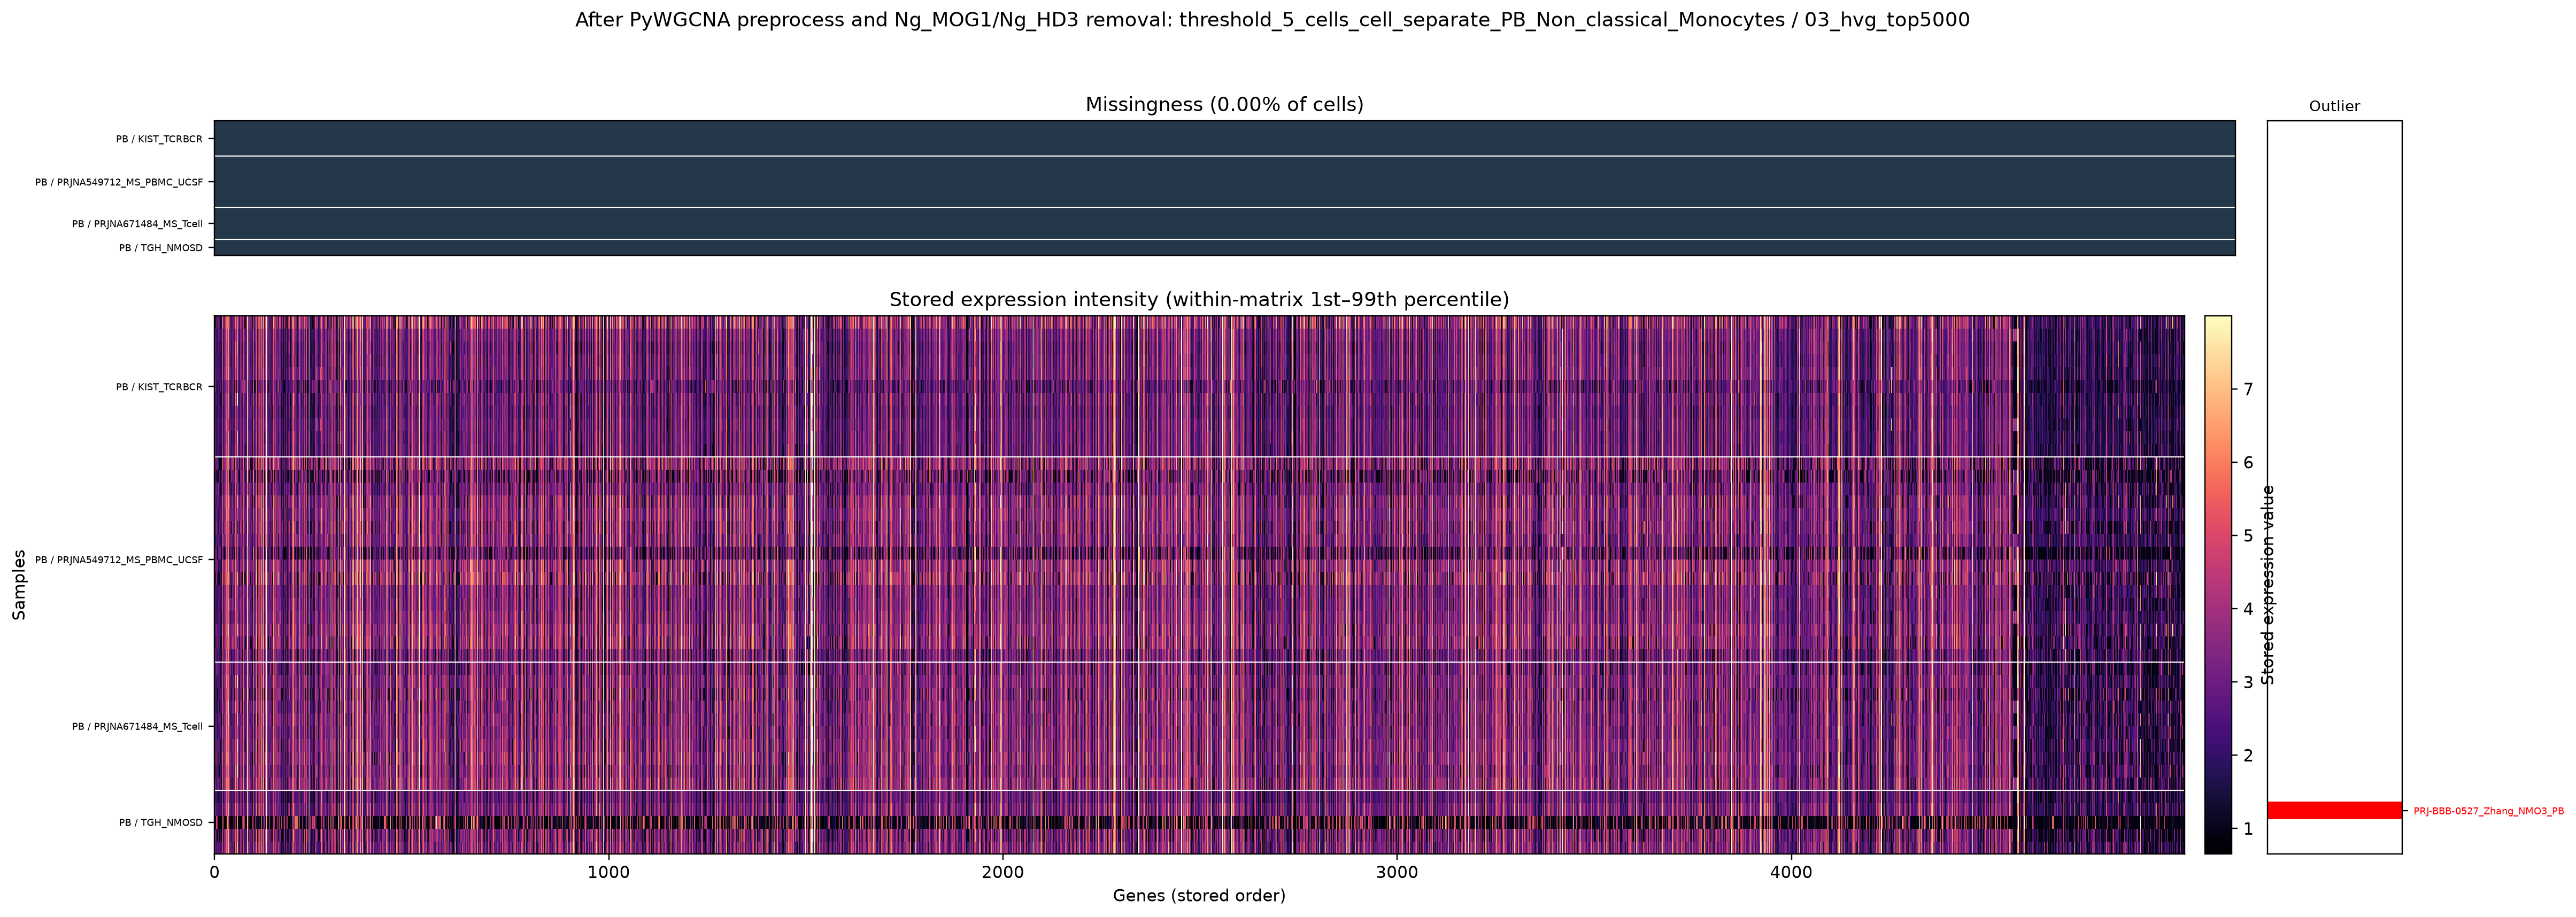 After PyWGCNA preprocess and Ng_MOG1/Ng_HD3 removal: threshold_5_cells_cell_separate_PB_Non_classical_Monocytes / 03_hvg_top5000
Missingness (0.00% of cells)
Outlier
PB / KIST_TCRBCR
PB / PRJNA549712_MS_PBMC_UCSF
PB / PRJNA671484_MS_Tcell
PB / TGH_NMOSD
Stored expression intensity (within-matrix 1st–99th percentile)
Samples
PB / KIST_TCRBCR
PB / PRJNA549712_MS_PBMC_UCSF
PB / PRJNA671484_MS_Tcell
PB / TGH_NMOSD
0
1000
2000
3000
4000
Genes (stored order)
7
6
5
4
3
2
1
Stored expression value
PRJ-BBB-0527_Zhang_NMO3_PB